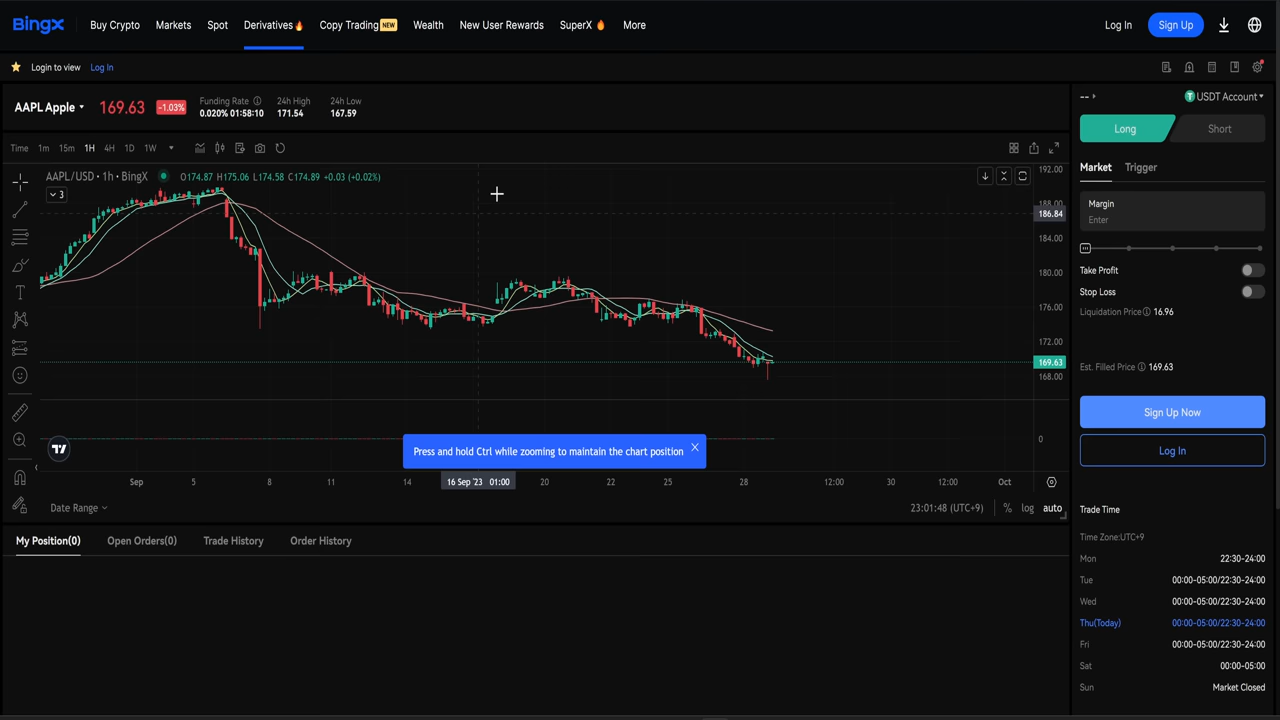 BingX Buy Crypto Markets Spot Derivatives Copy Trading NEW Wealth New User Rewards SuperX More Log In Sign Up
Login to view Log In
AAPL Apple 169.63 -1.03% Funding Rate 24h High 24h Low
0.020% 01:58:10 171.54 167.59
-- USDT Account
Long Short
Time 1m 15m 1H 4H 1D 1W
AAPL/USD · 1h · BingX O174.87 H175.06 L174.58 C174.89 +0.03 (+0.02%)
3
192.00
188.00
186.84
184.00
180.00
176.00
172.00
169.63
168.00
0
Press and hold Ctrl while zooming to maintain the chart position
Sep 5 8 11 14 16 Sep '23 01:00 20 22 25 28 12:00 30 12:00 Oct
Date Range 23:01:48 (UTC+9) % log auto
My Position(0) Open Orders(0) Trade History Order History
Market Trigger
Margin
Enter
Take Profit
Stop Loss
Liquidation Price 16.96
Est. Filled Price 169.63
Sign Up Now
Log In
Trade Time
Time Zone:UTC+9
Mon 22:30-24:00
Tue 00:00-05:00/22:30-24:00
Wed 00:00-05:00/22:30-24:00
Thu(Today) 00:00-05:00/22:30-24:00
Fri 00:00-05:00/22:30-24:00
Sat 00:00-05:00
Sun Market Closed